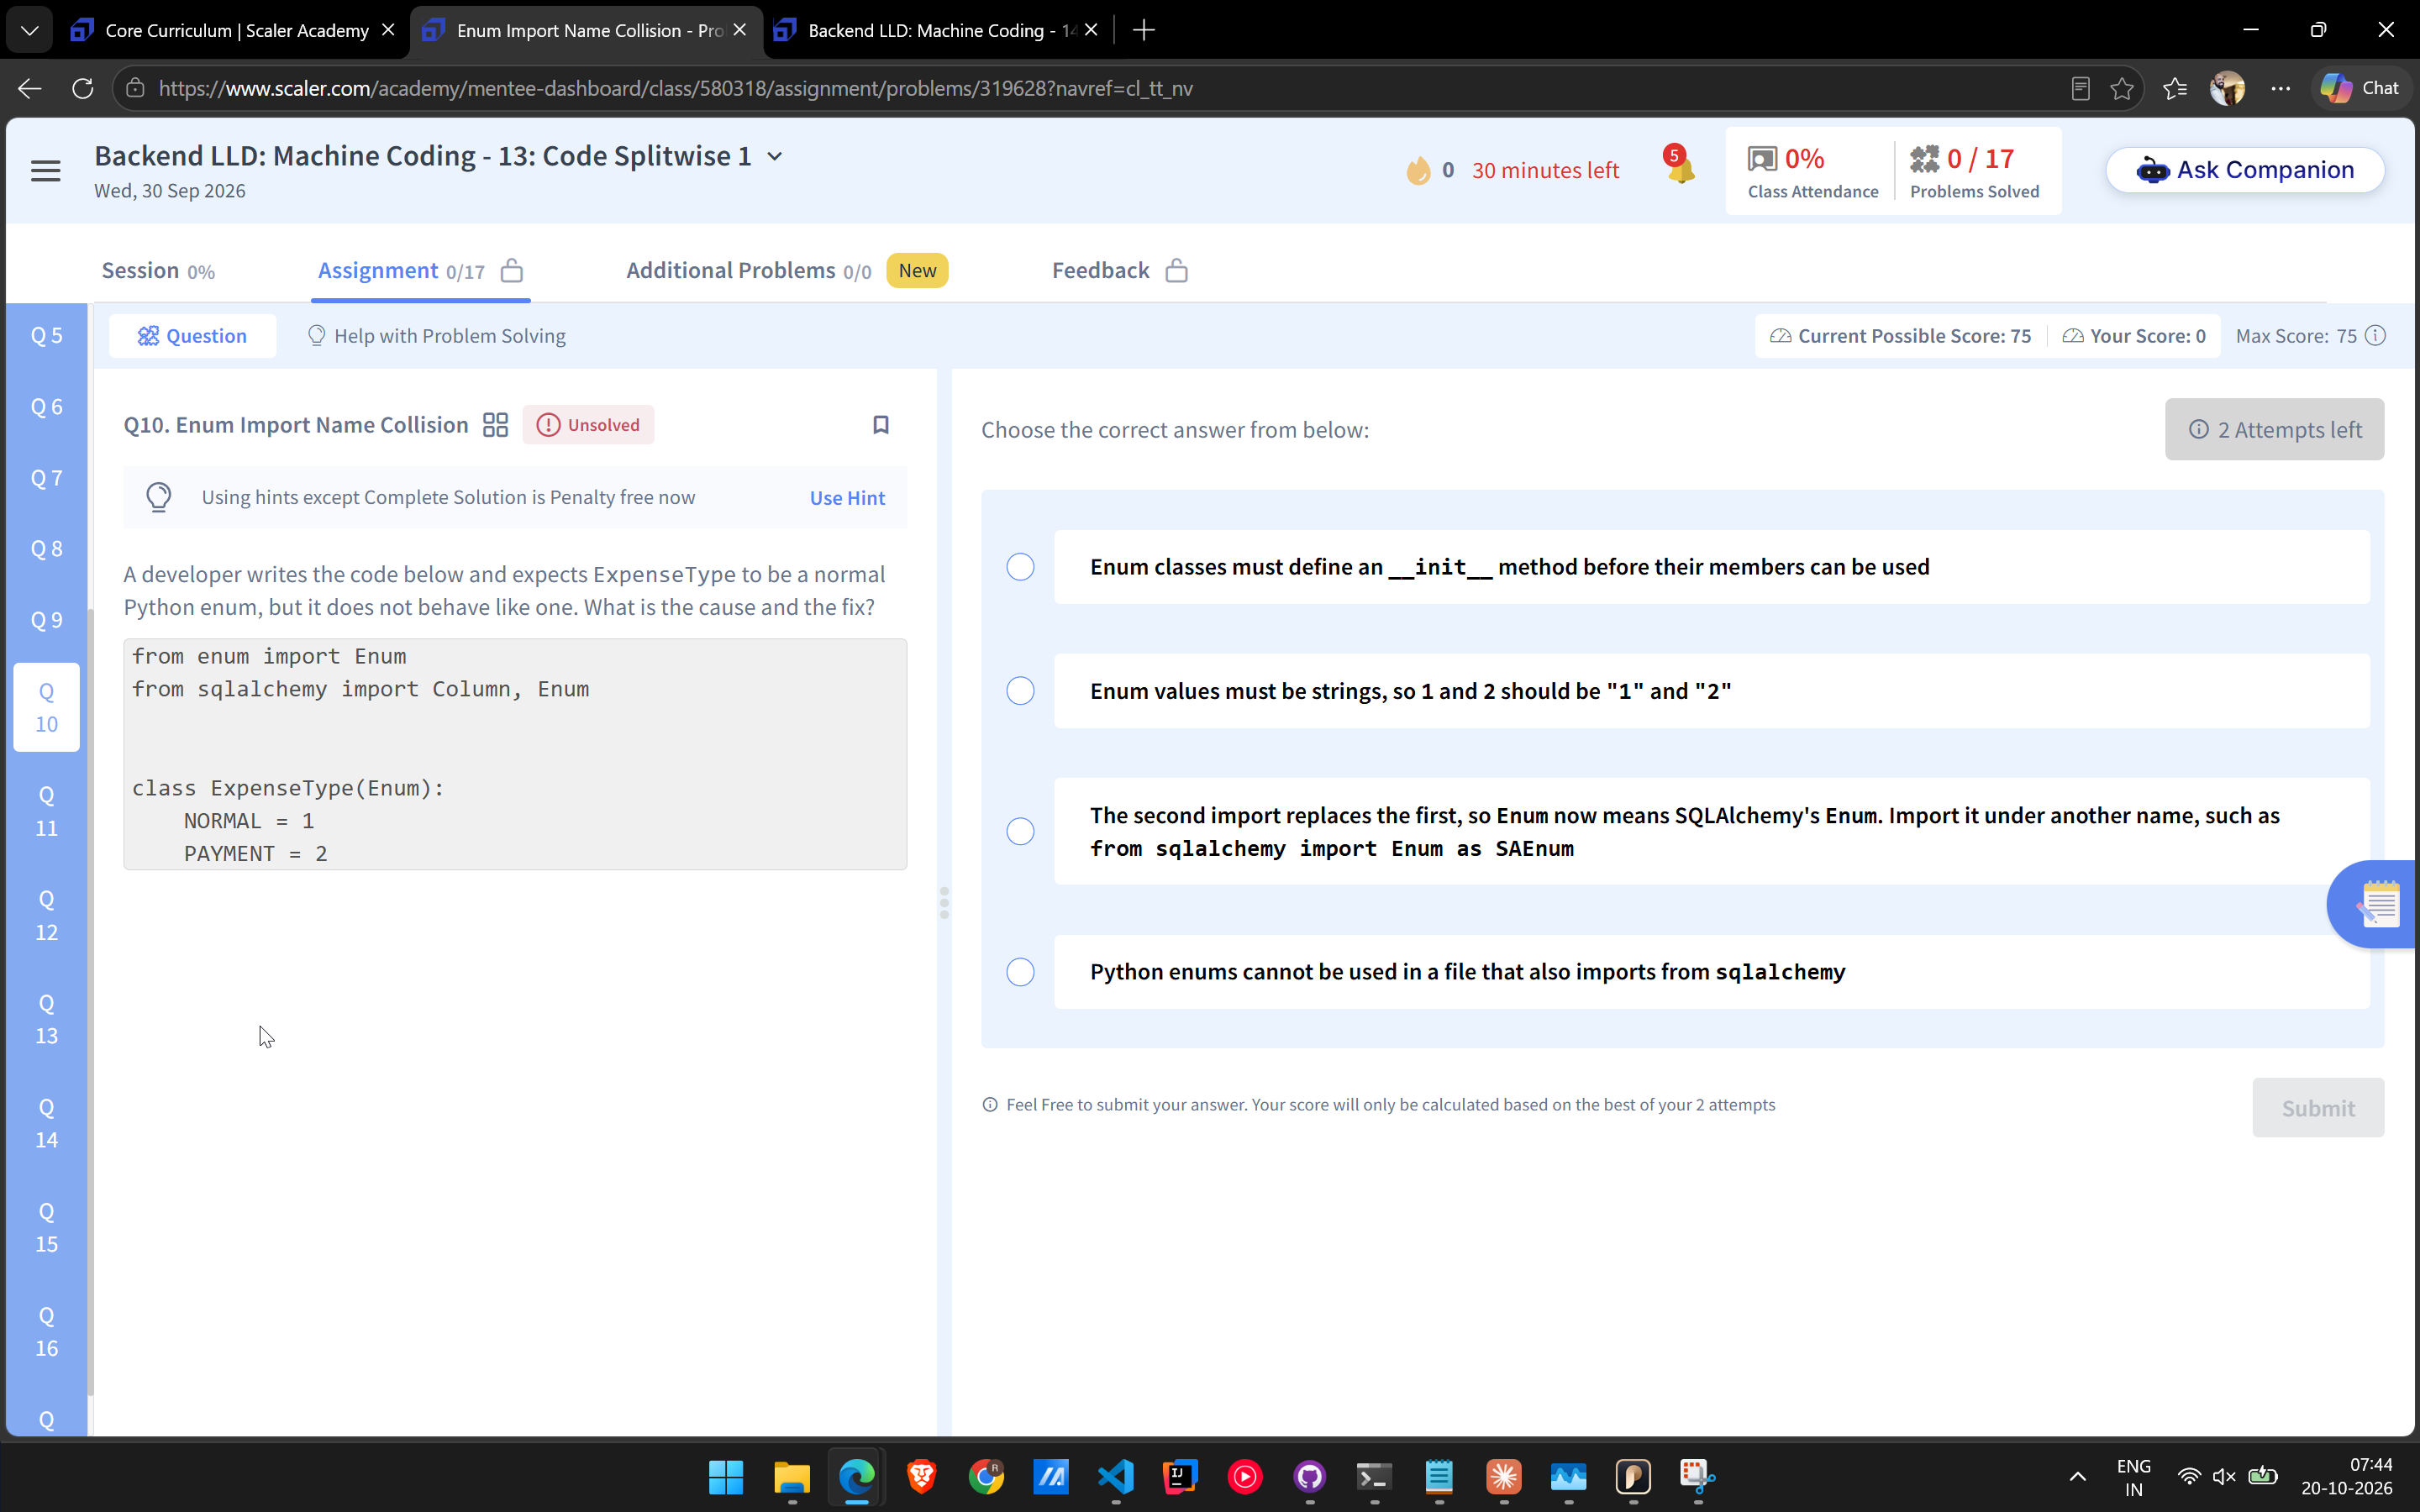 Core Curriculum | Scaler Academy
Enum Import Name Collision - Pro
Backend LLD: Machine Coding - 14
https://www.scaler.com/academy/mentee-dashboard/class/580318/assignment/problems/319628?navref=cl_tt_nv
Chat
Backend LLD: Machine Coding - 13: Code Splitwise 1
Wed, 30 Sep 2026
0
30 minutes left
5
0%
Class Attendance
0 / 17
Problems Solved
Ask Companion
Session 0%
Assignment 0/17
Additional Problems 0/0
New
Feedback
Question
Help with Problem Solving
Current Possible Score: 75
Your Score: 0
Max Score: 75
Q 5
Q 6
Q 7
Q 8
Q 9
Q
10
Q
11
Q
12
Q
13
Q
14
Q
15
Q
16
Q
Q10. Enum Import Name Collision
Unsolved
Using hints except Complete Solution is Penalty free now
Use Hint
A developer writes the code below and expects ExpenseType to be a normal
Python enum, but it does not behave like one. What is the cause and the fix?
from enum import Enum
from sqlalchemy import Column, Enum
class ExpenseType(Enum):
    NORMAL = 1
    PAYMENT = 2
Choose the correct answer from below:
2 Attempts left
Enum classes must define an __init__ method before their members can be used
Enum values must be strings, so 1 and 2 should be "1" and "2"
The second import replaces the first, so Enum now means SQLAlchemy's Enum. Import it under another name, such as
from sqlalchemy import Enum as SAEnum
Python enums cannot be used in a file that also imports from sqlalchemy
Feel Free to submit your answer. Your score will only be calculated based on the best of your 2 attempts
Submit
R
IJ
ENG
IN
07:44
20-10-2026